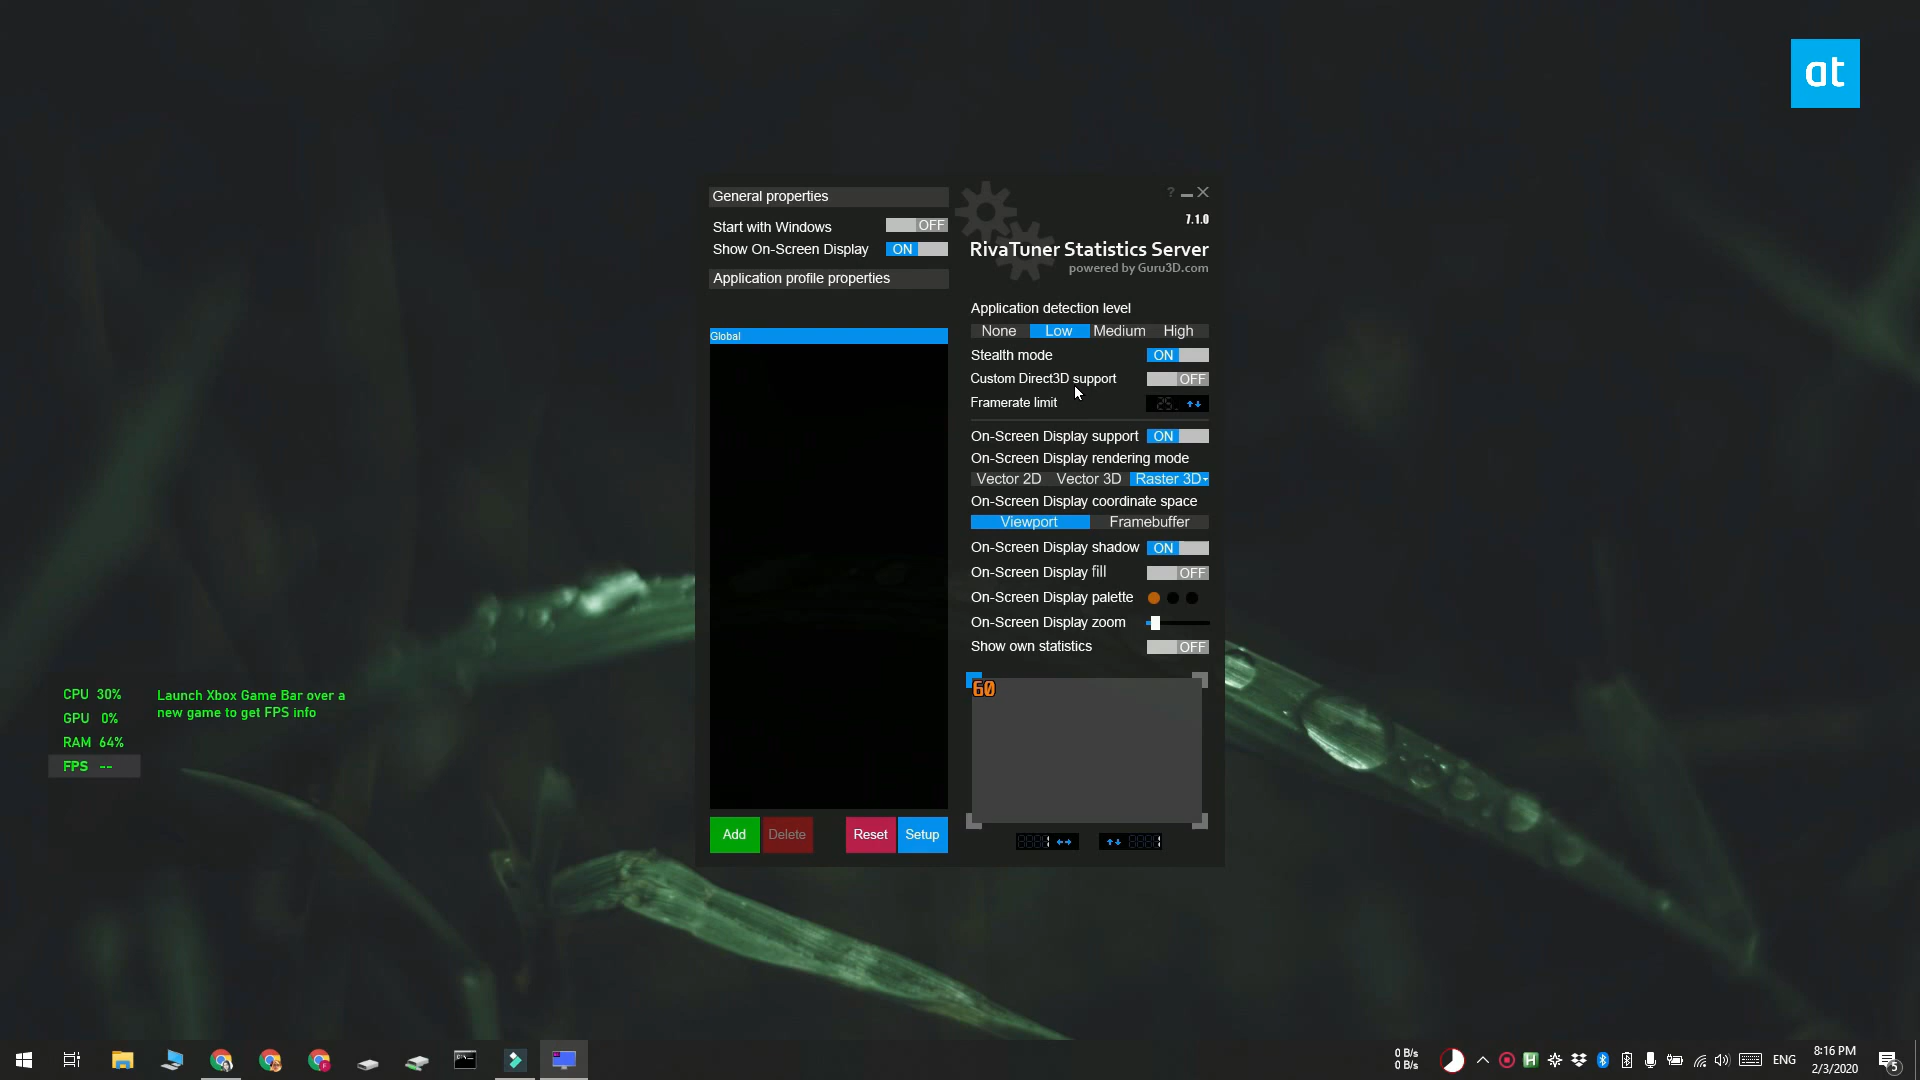 at
General properties
Start with Windows OFF
Show On-Screen Display ON
Application profile properties
Global
Add Delete Reset Setup
?
7.1.0
RivaTuner Statistics Server
powered by Guru3D.com
Application detection level
None Low Medium High
Stealth mode ON
Custom Direct3D support OFF
Framerate limit 25
On-Screen Display support ON
On-Screen Display rendering mode
Vector 2D Vector 3D Raster 3D
On-Screen Display coordinate space
Viewport Framebuffer
On-Screen Display shadow ON
On-Screen Display fill OFF
On-Screen Display palette
On-Screen Display zoom
Show own statistics OFF
60
CPU 30%
GPU 0%
RAM 64%
FPS --
Launch Xbox Game Bar over a
new game to get FPS info
0 B/s
0 B/s
H
ENG
8:16 PM
2/3/2020
5